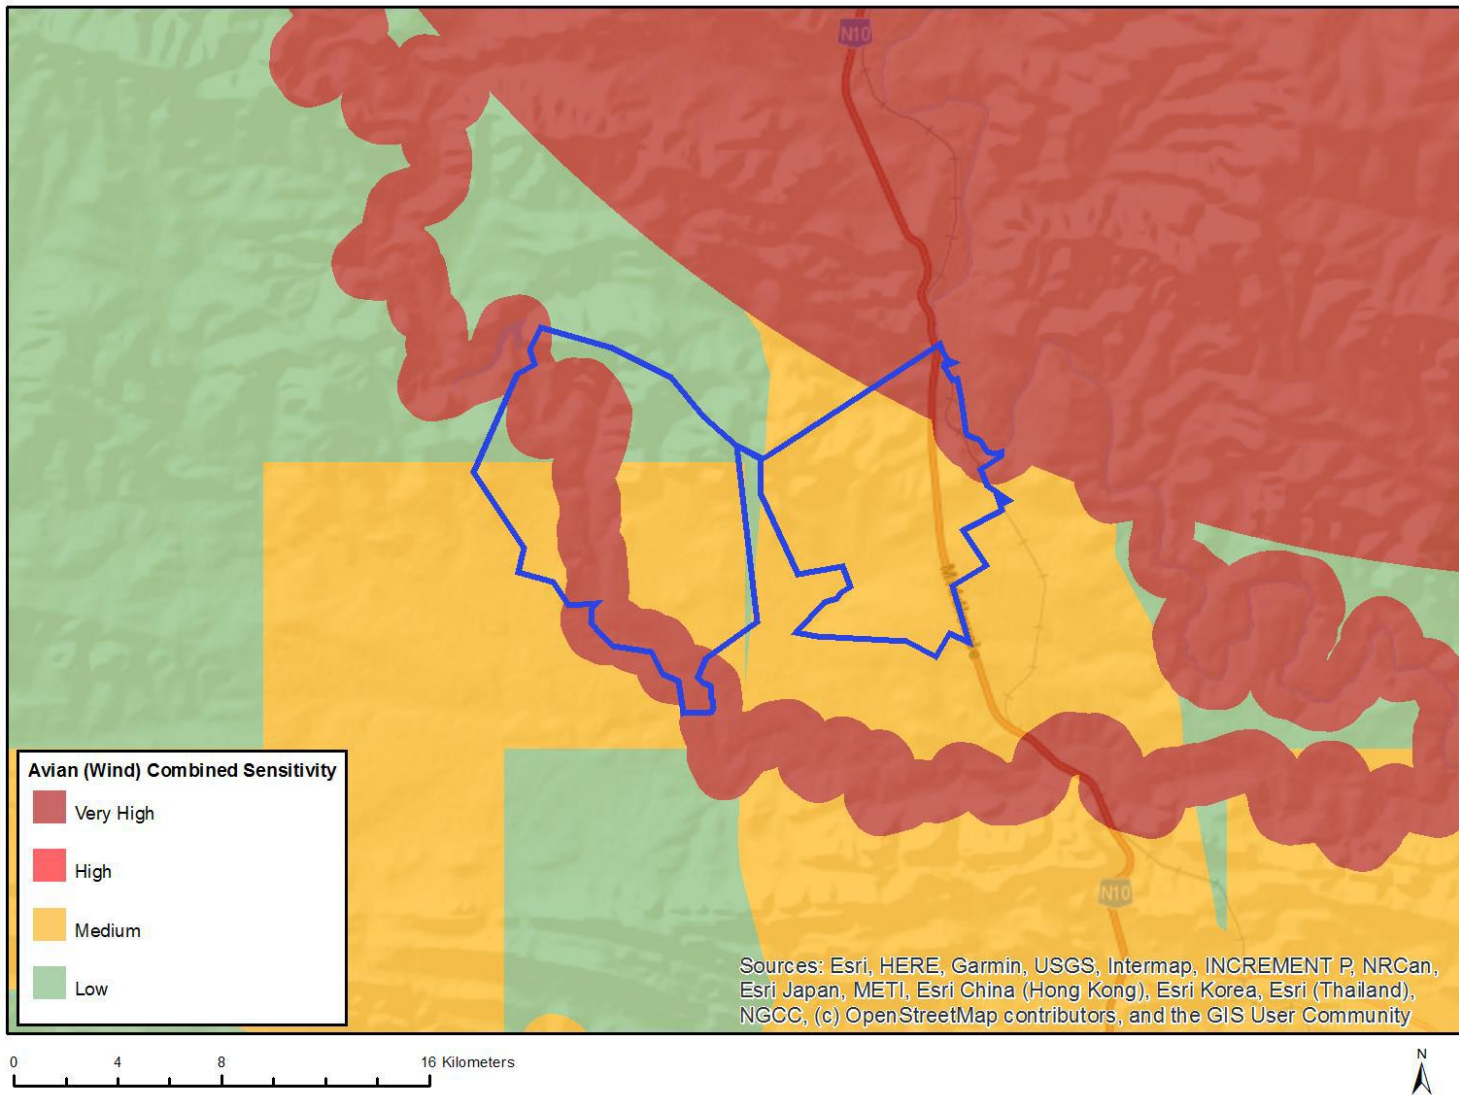 N10
N10
Avian (Wind) Combined Sensitivity
Very High
High
Medium
Low
Sources: Esri, HERE, Garmin, USGS, Intermap, INCREMENT P, NRCan,
Esri Japan, METI, Esri China (Hong Kong), Esri Korea, Esri (Thailand),
NGCC, (c) OpenStreetMap contributors, and the GIS User Community
0 4 8 16 Kilometers
N